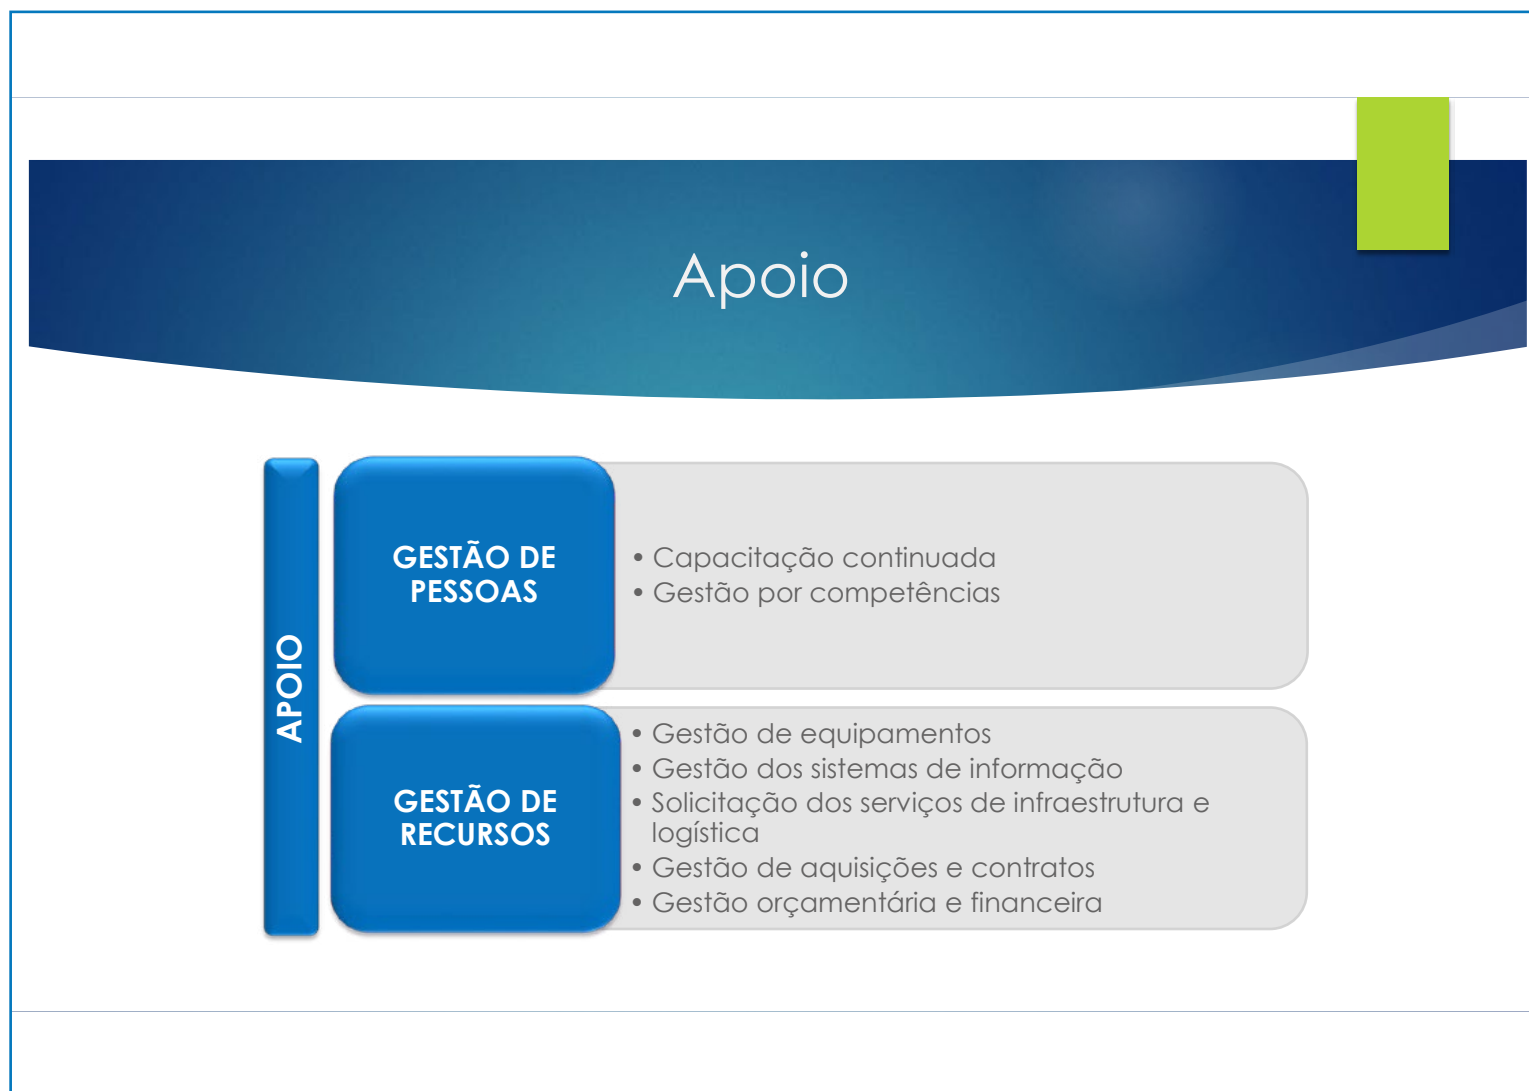 Apoio
APOIO
GESTÃO DE
PESSOAS
• Capacitação continuada
• Gestão por competências
GESTÃO DE
RECURSOS
• Gestão de equipamentos
• Gestão dos sistemas de informação
• Solicitação dos serviços de infraestrutura e
logística
• Gestão de aquisições e contratos
• Gestão orçamentária e financeira